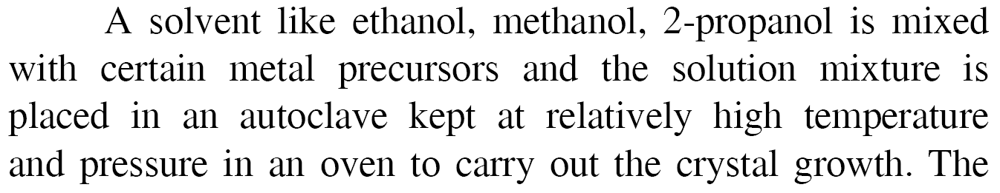 A solvent like ethanol, methanol, 2-propanol is mixed
with certain metal precursors and the solution mixture is
placed in an autoclave kept at relatively high temperature
and pressure in an oven to carry out the crystal growth. The